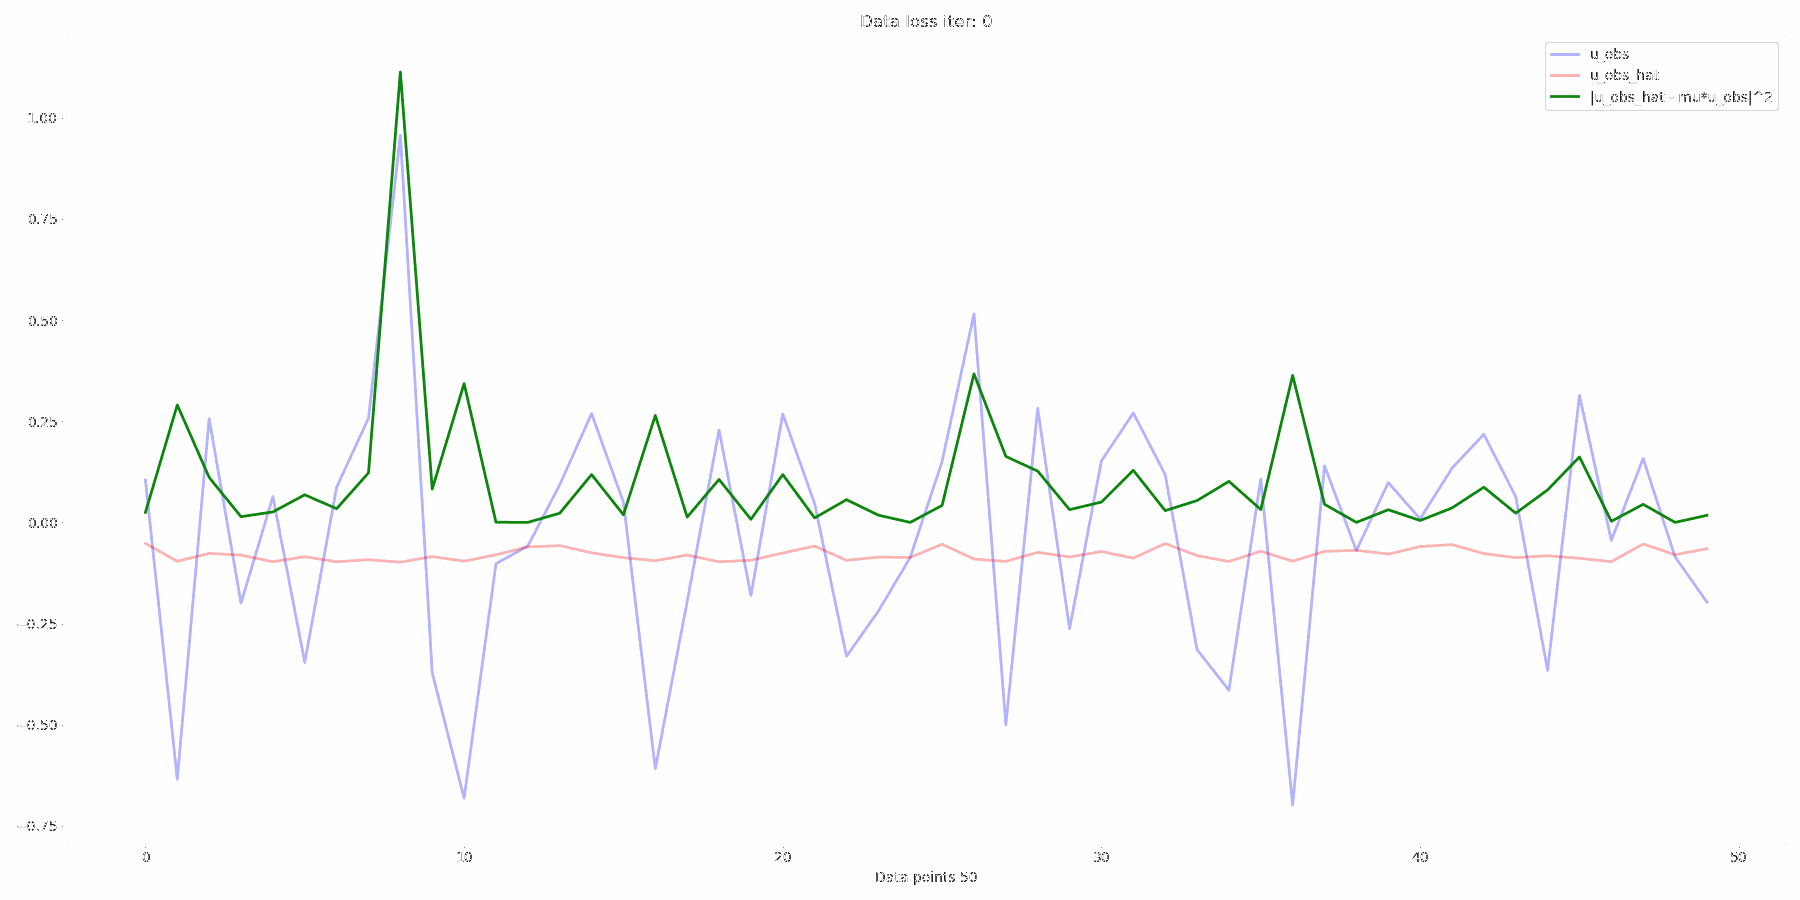 Data loss iter: 0
u_obs
u_obs_hat
|u_obs_hat - mu*u_obs|^2
1.00
0.75
0.50
0.25
0.00
−0.25
−0.50
−0.75
0 10 20 30 40 50
Data points 50